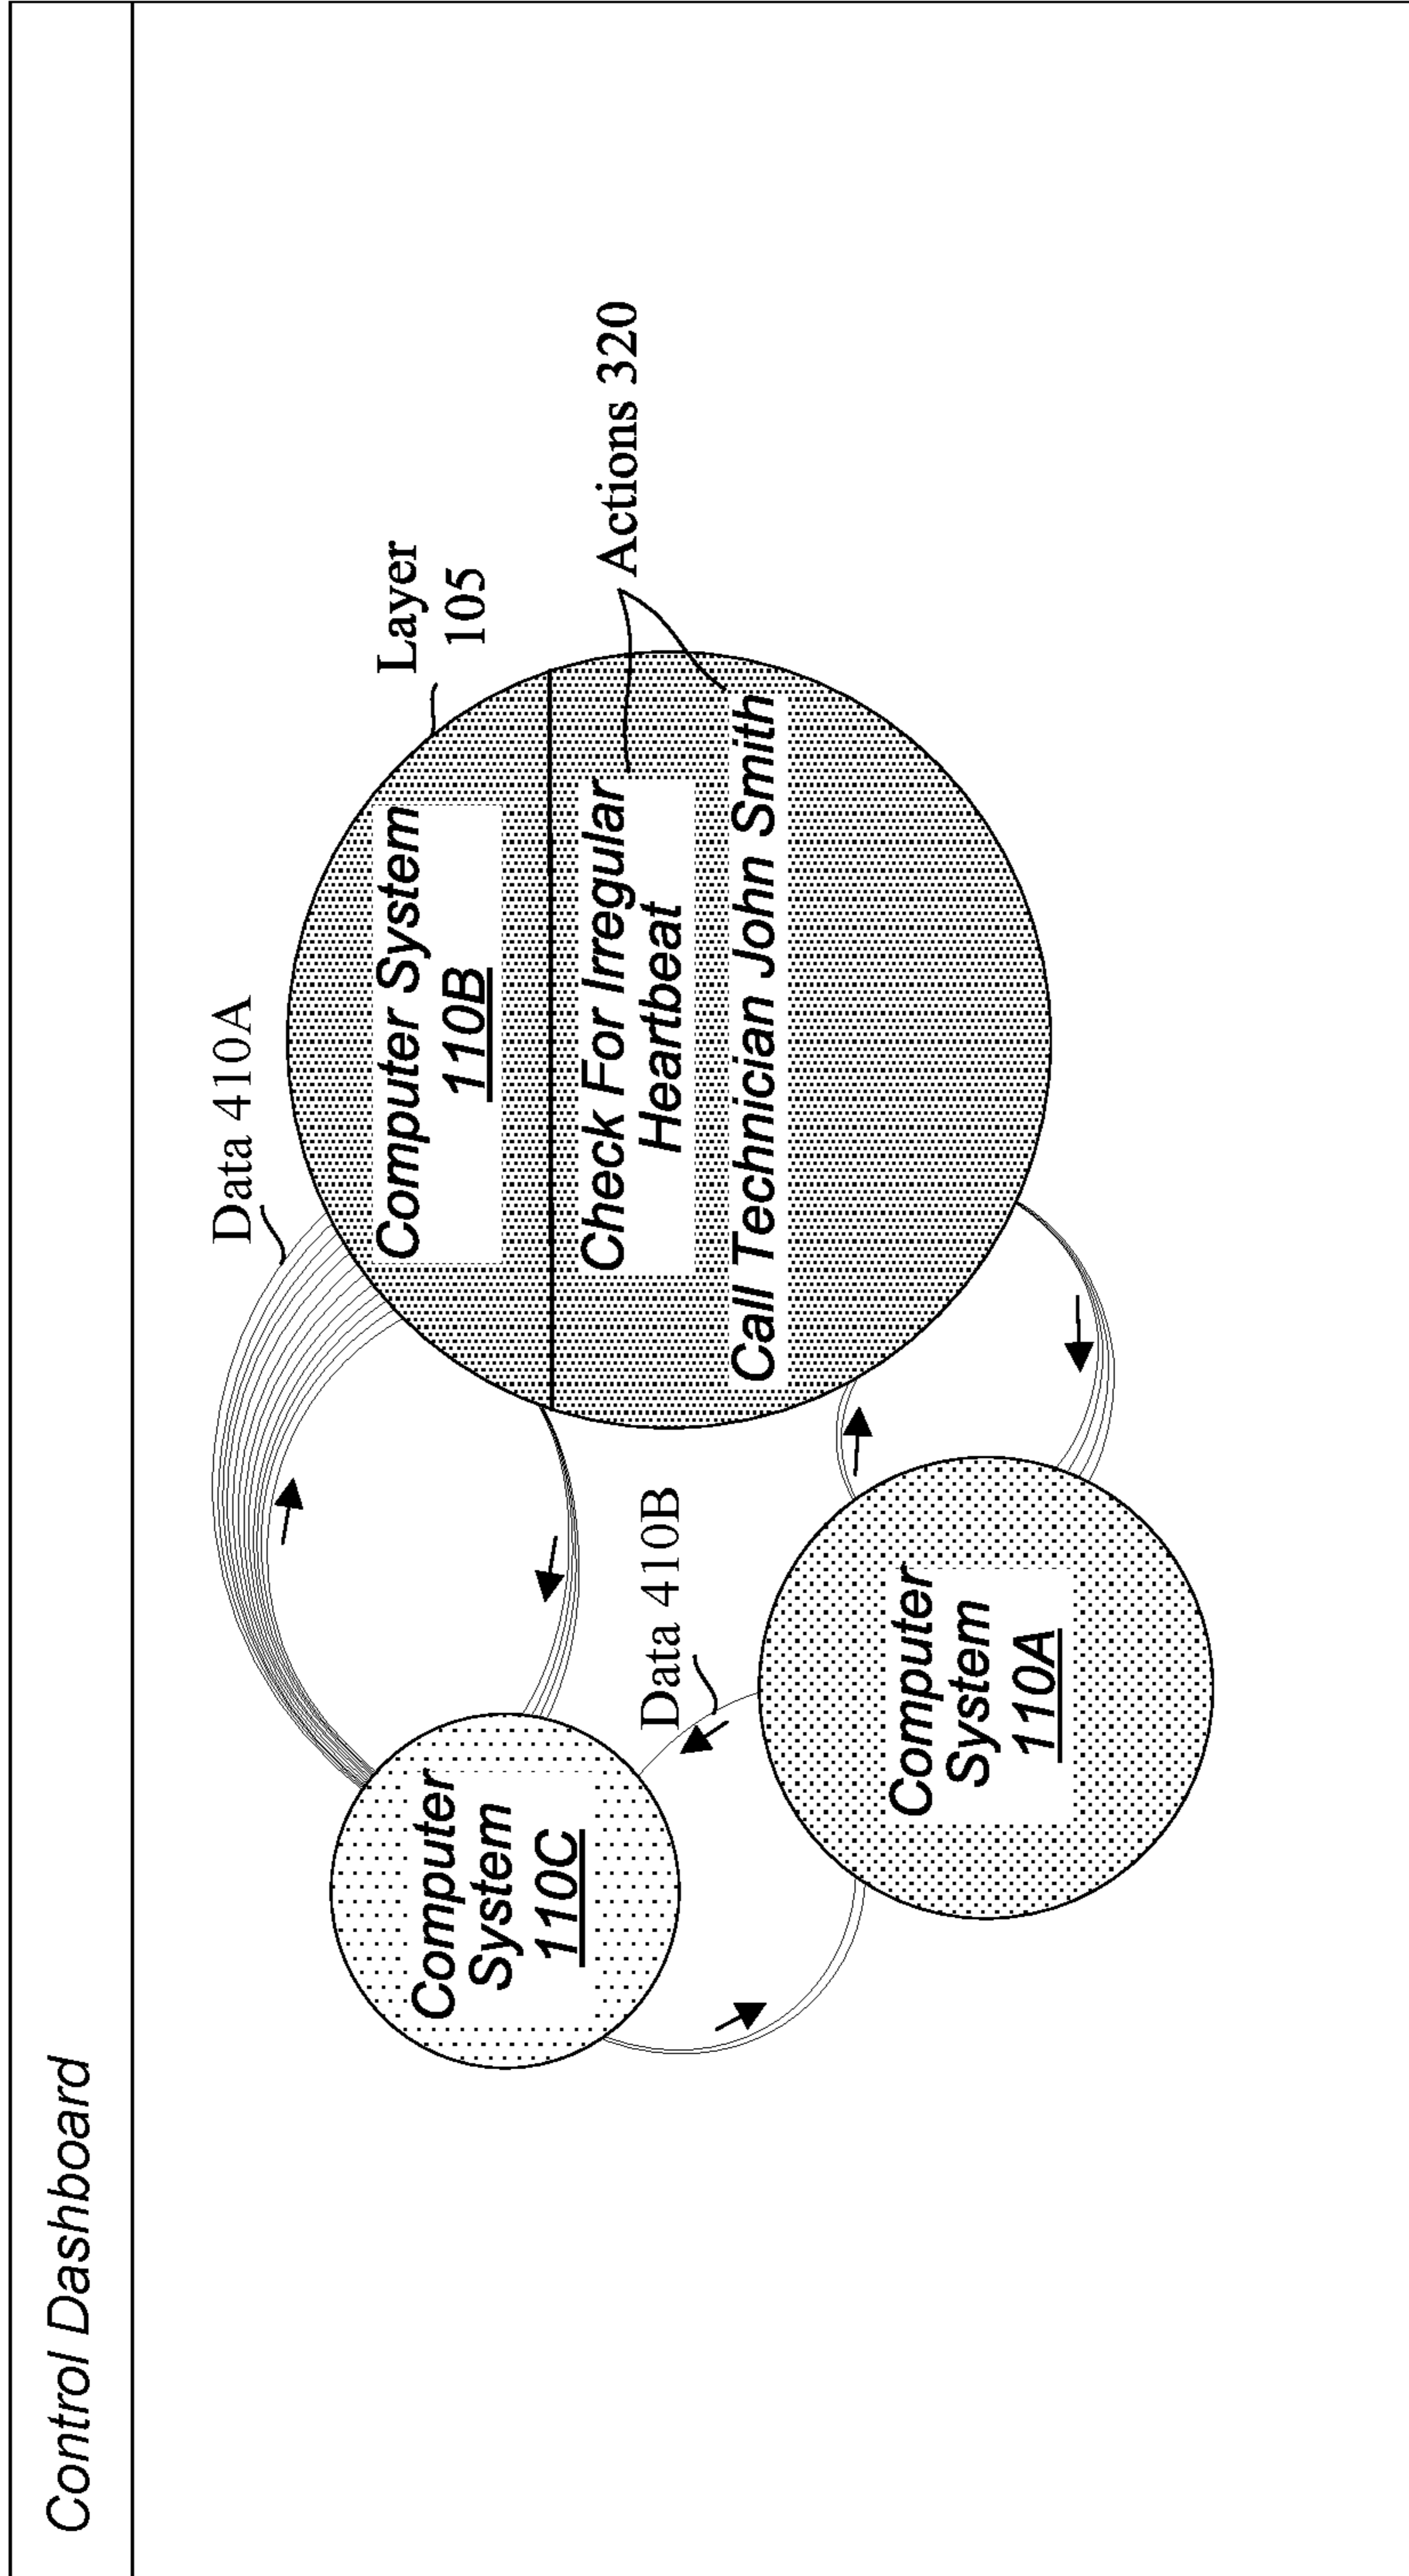 Control Dashboard
Data 410A
Layer
105
Computer System
110B
Computer
System
110C
Check For Irregular
Heartbeat
Actions 320
Data 410B
Call Technician John Smith
Computer
System
110A